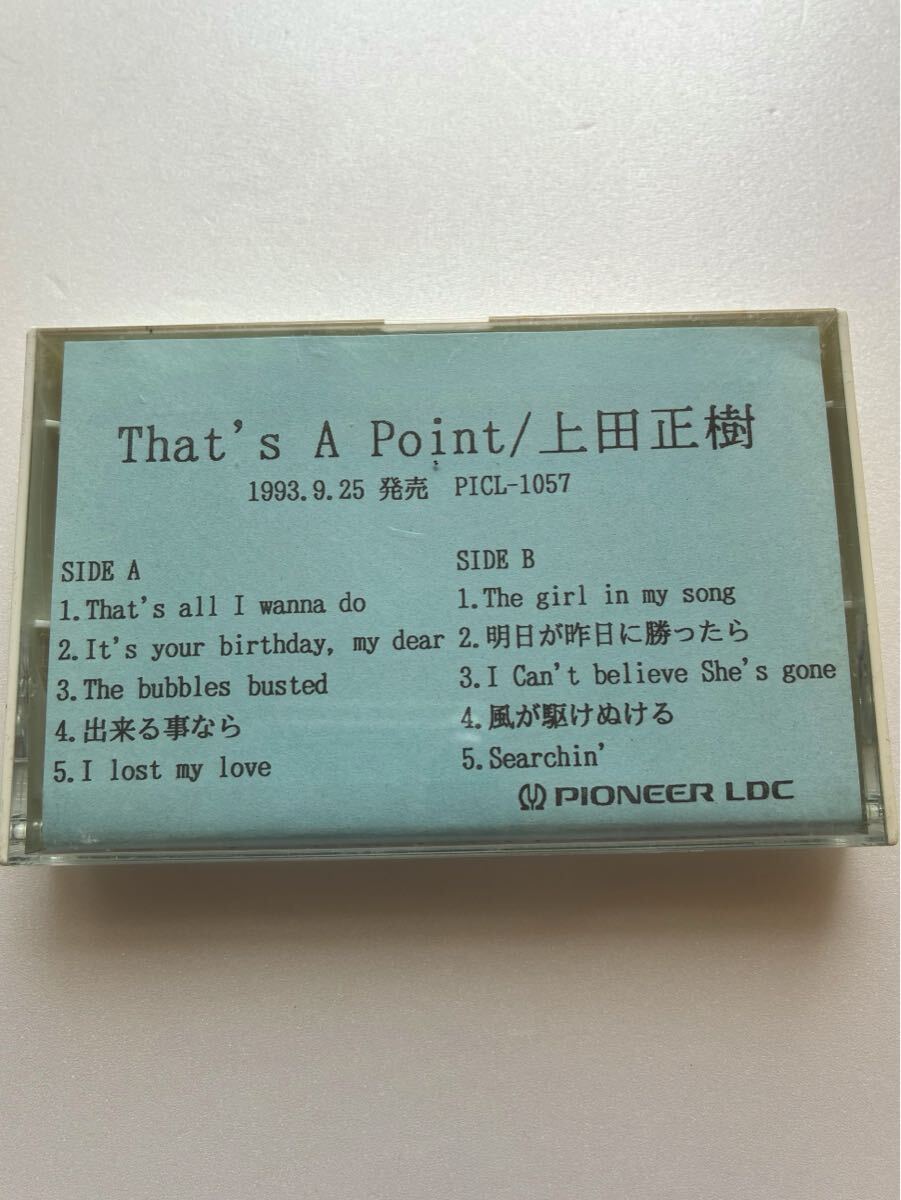 That's A Point/上田正樹
1993.9.25 発売 PICL-1057
SIDE A
1.That's all I wanna do
2.It's your birthday, my dear
3.The bubbles busted
4.出来る事なら
5.I lost my love
SIDE B
1.The girl in my song
2.明日が昨日に勝ったら
3.I Can't believe She's gone
4.風が駆けぬける
5.Searchin'
PIONEER LDC